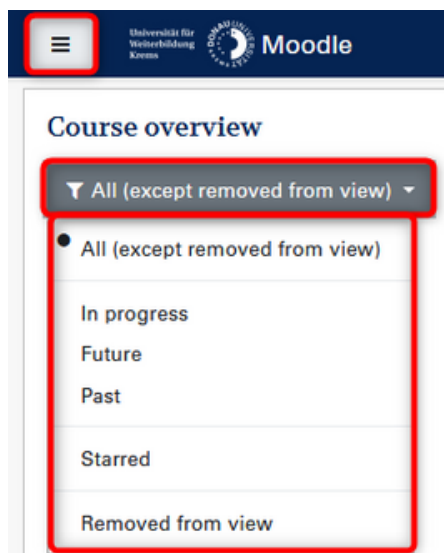 Universität für
Weiterbildung
Krems
DONAU UNI
Moodle
Course overview
All (except removed from view)
All (except removed from view)
In progress
Future
Past
Starred
Removed from view